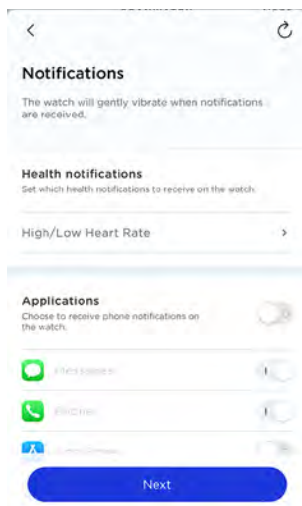 Notifications
The watch will gently vibrate when notifications
are received.
Health notifications
Set which health notifications to receive on the watch.
High/Low Heart Rate
Applications
Choose to receive phone notifications on
the watch.
Messages
Next